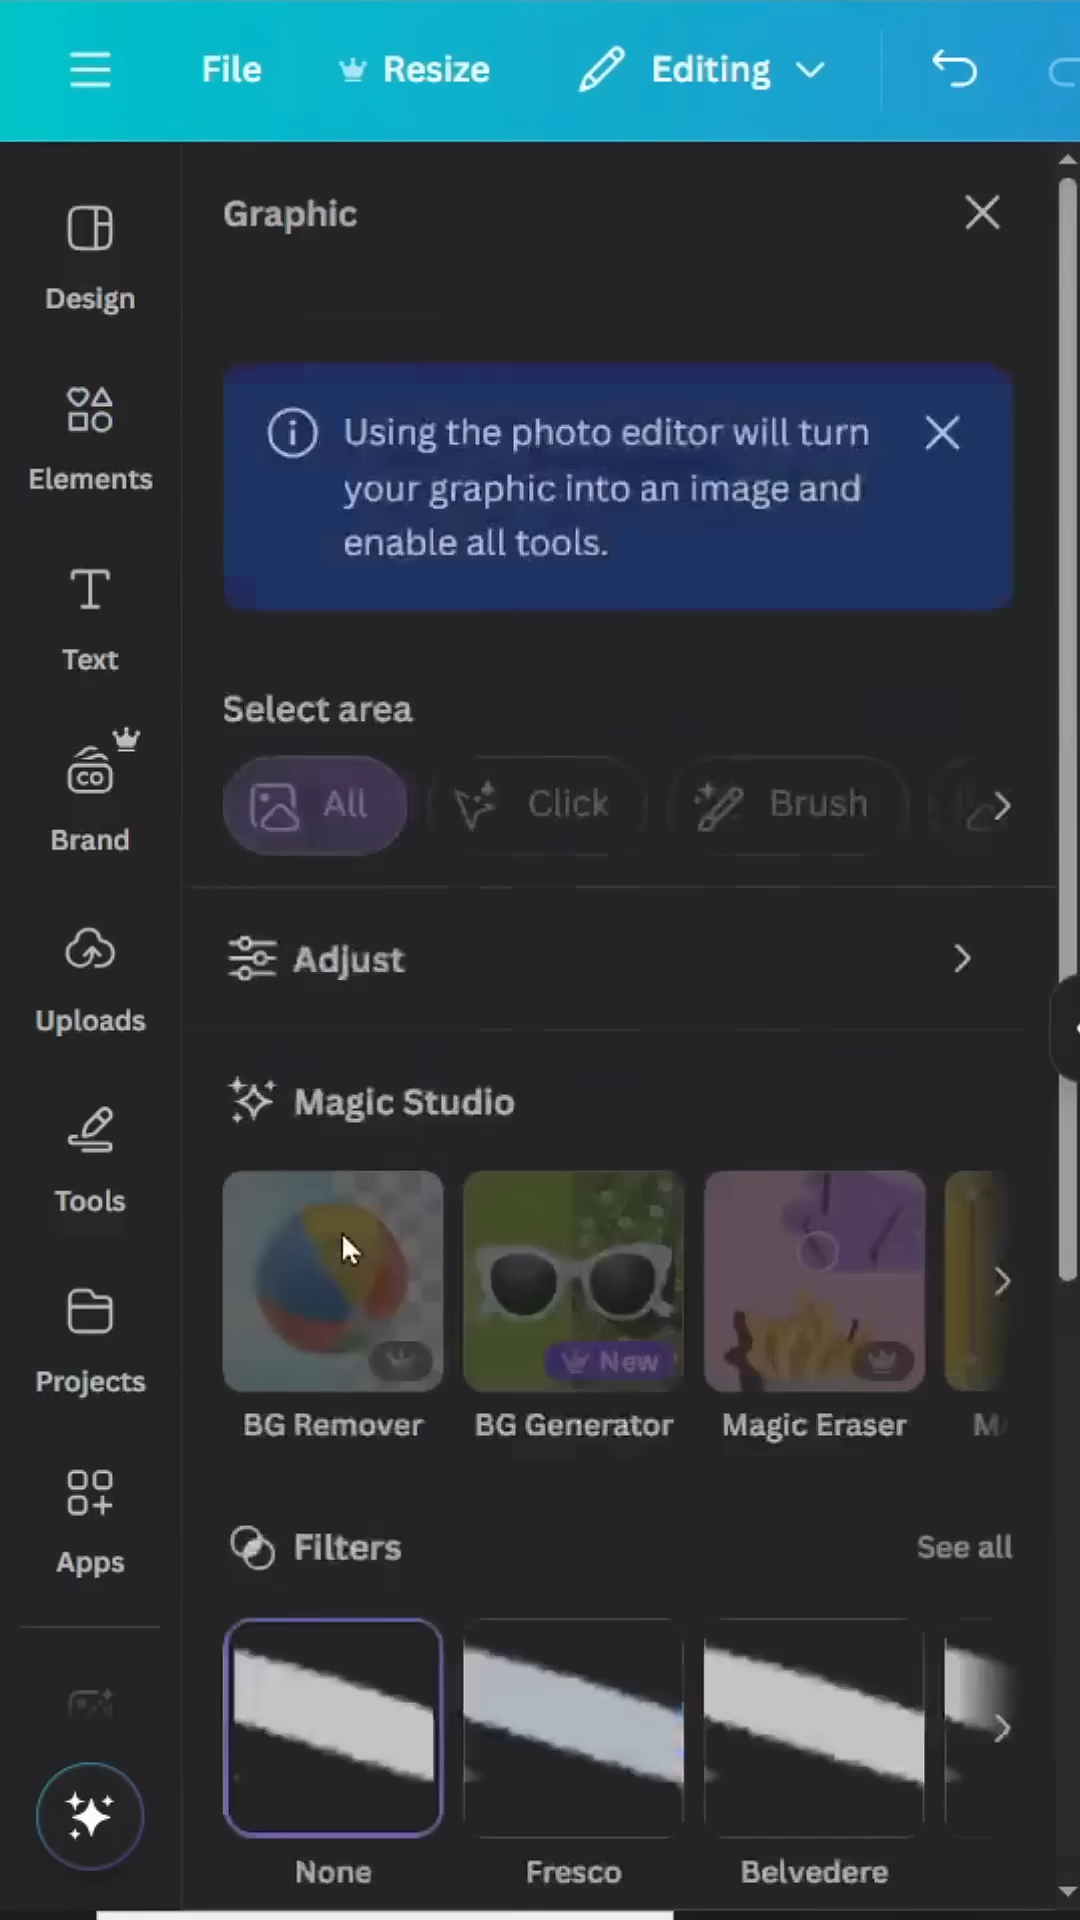 File Resize Editing
Graphic
Design
Using the photo editor will turn
your graphic into an image and
enable all tools.
Elements
Text
Select area
All Click Brush
CO
Brand
Adjust
Uploads
Magic Studio
Tools
New
BG Remover BG Generator Magic Eraser
Projects
Filters See all
Apps
None Fresco Belvedere